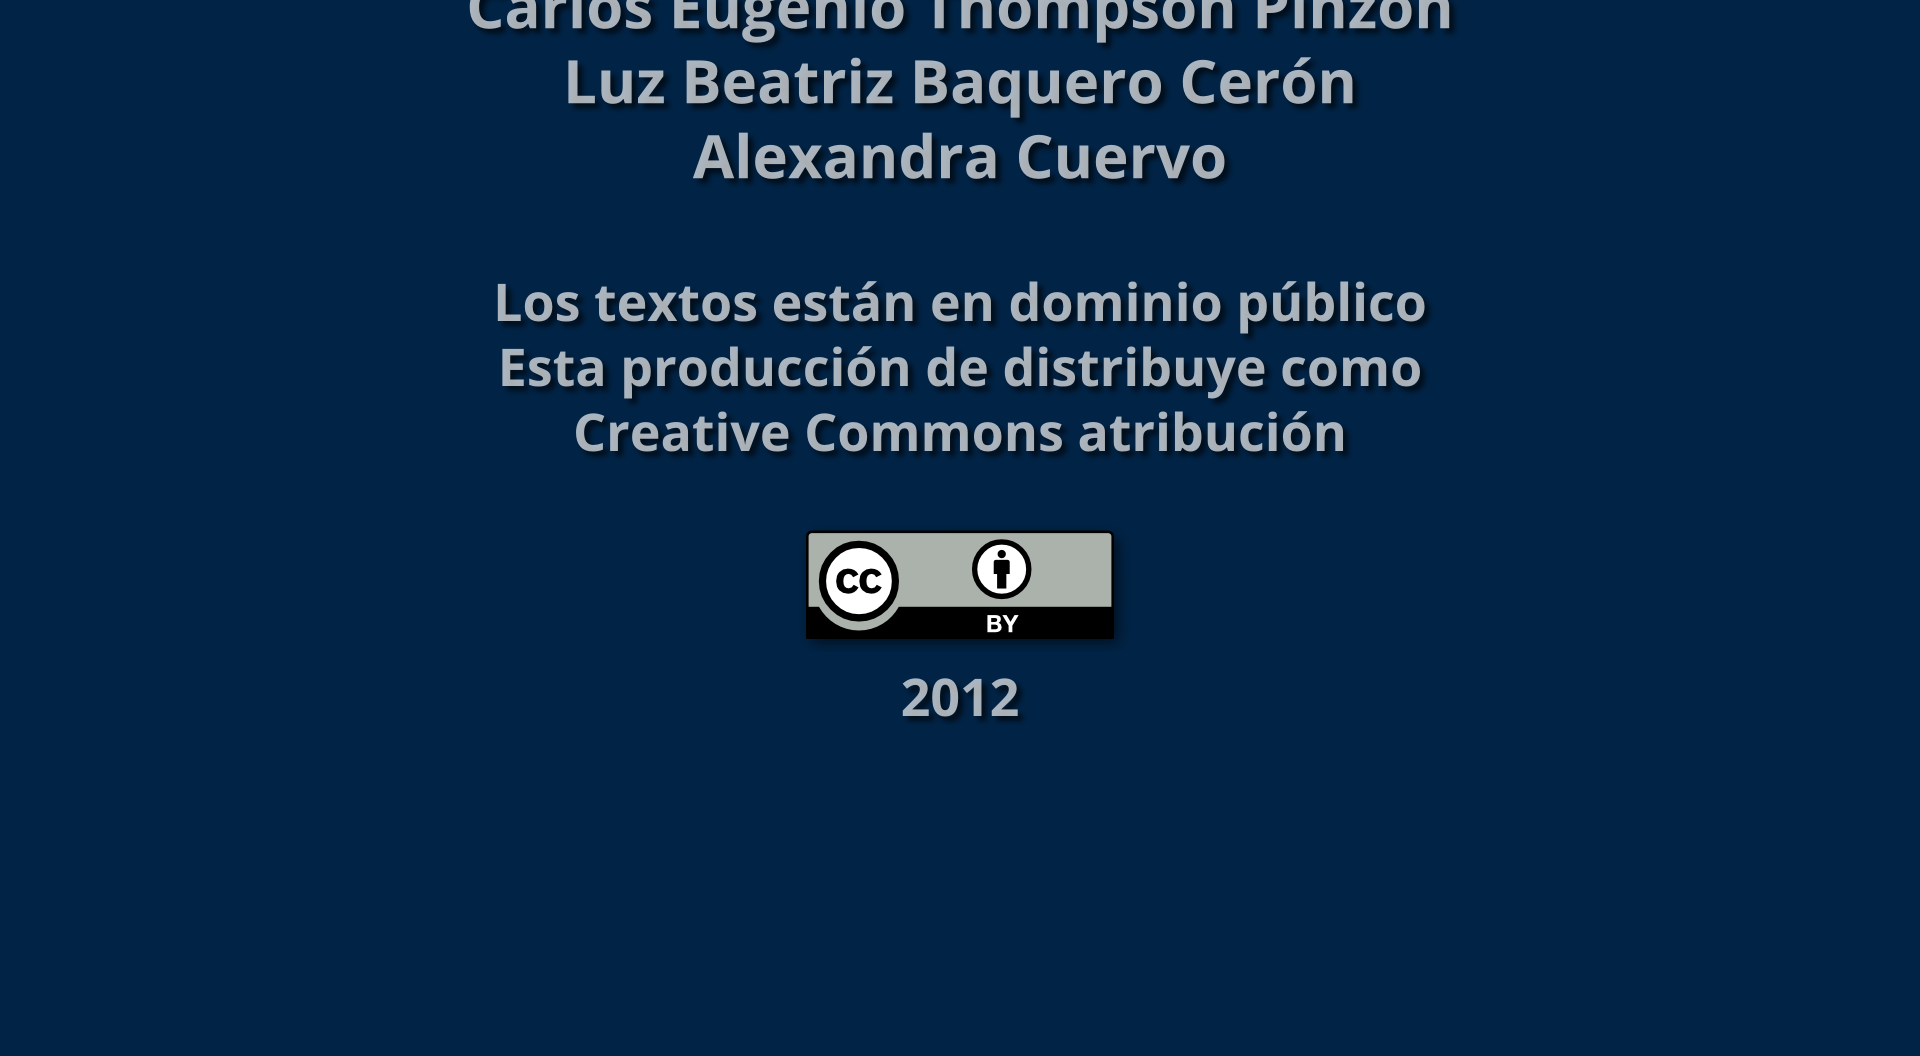 Carlos Eugenio Thompson Pinzón
Luz Beatriz Baquero Cerón
Alexandra Cuervo
Los textos están en dominio público
Esta producción de distribuye como
Creative Commons atribución
cc
BY
2012